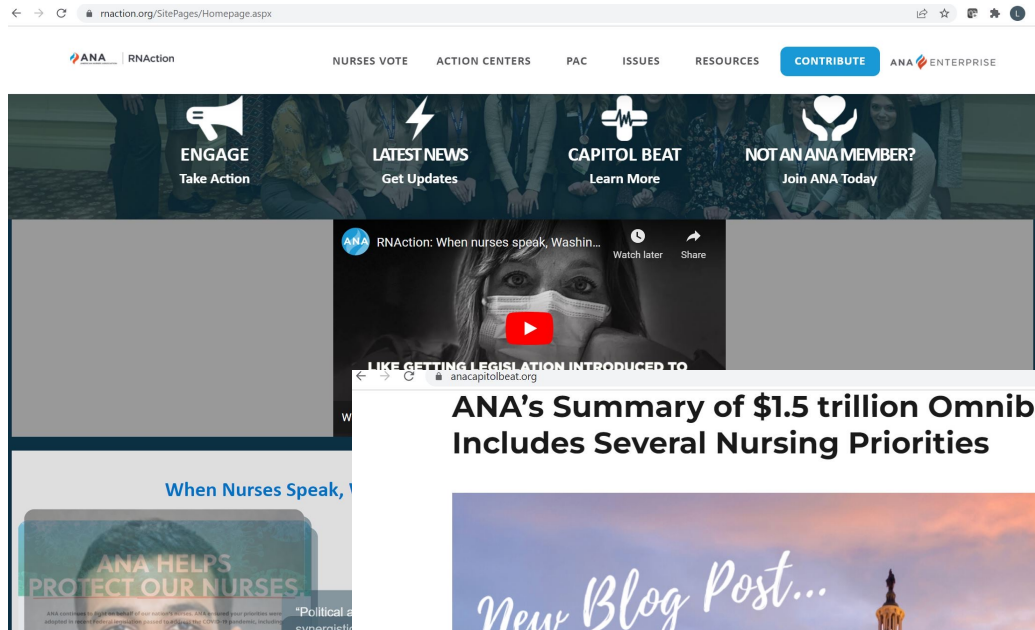 rnaction.org/SitePages/Homepage.aspx
L
ANA RNAction
NURSES VOTE ACTION CENTERS PAC ISSUES RESOURCES CONTRIBUTE ANA ENTERPRISE
ENGAGE LATEST NEWS CAPITOL BEAT NOT AN ANA MEMBER?
Take Action Get Updates Learn More Join ANA Today
ANA RNAction: When nurses speak, Washin...
Watch later Share
LIKE GETTING LEGISLATION INTRODUCED TO
W
When Nurses Speak,
ANA HELPS
PROTECT OUR NURSES.
"Political a
synergistic
anacapitolbeat.org
ANA's Summary of $1.5 trillion Omnib
Includes Several Nursing Priorities
New Blog Post...